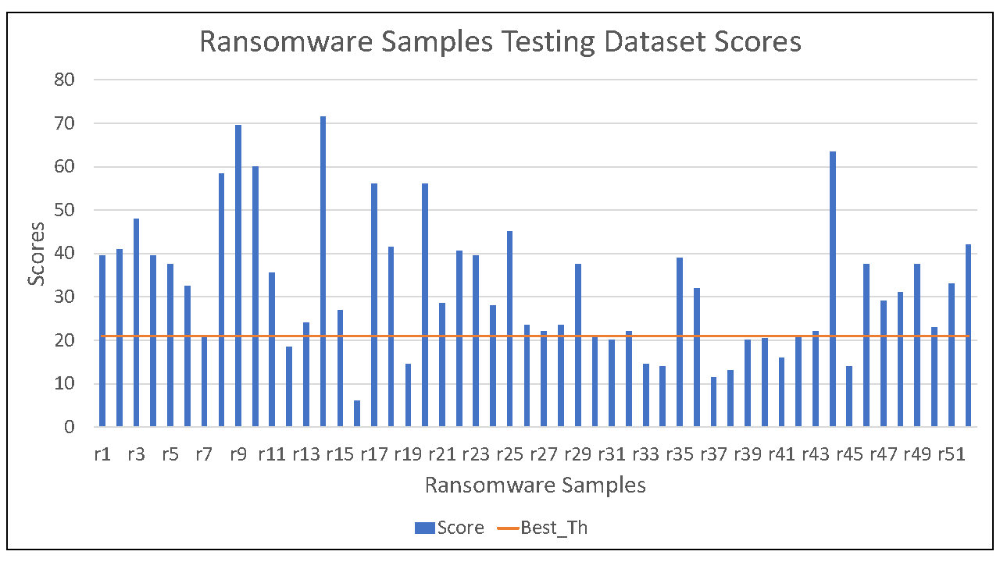 Ransomware Samples Testing Dataset Scores
80
70
60
50
40
30
20
10
0
Scores
r1 r3 r5 r7 r9 r11 r13 r15 r17 r19 r21 r23 r25 r27 r29 r31 r33 r35 r37 r39 r41 r43 r45 r47 r49 r51
Ransomware Samples
Score Best_Th